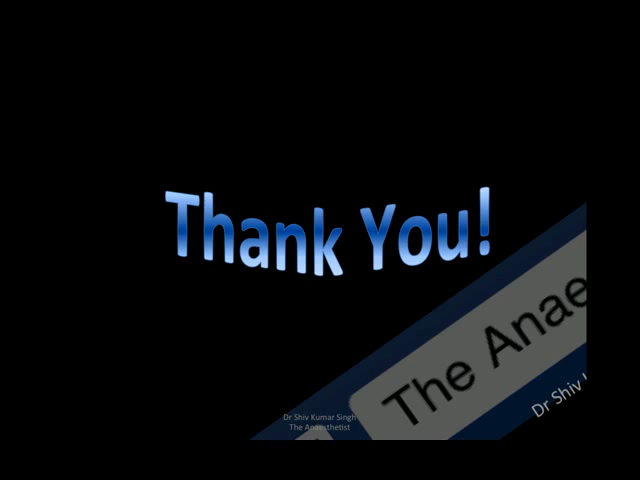 Thank You!
The Anae
Dr Shiv
Dr Shiv Kumar Singh
The Anaesthetist